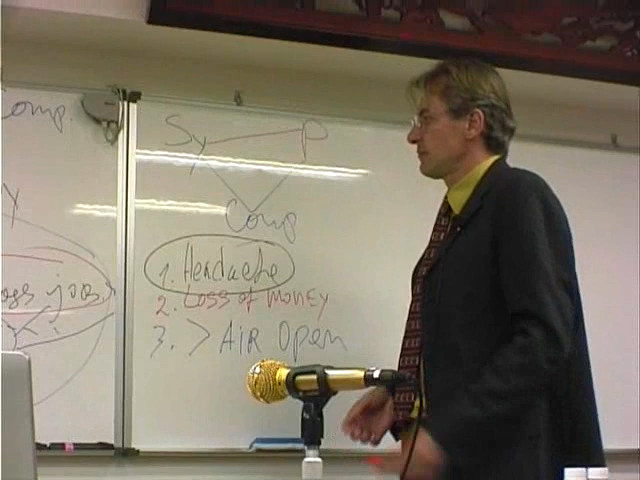 Comp.
Sy P
Y
Comp
1. Headache
2. Loss of money
3. > AIR Open